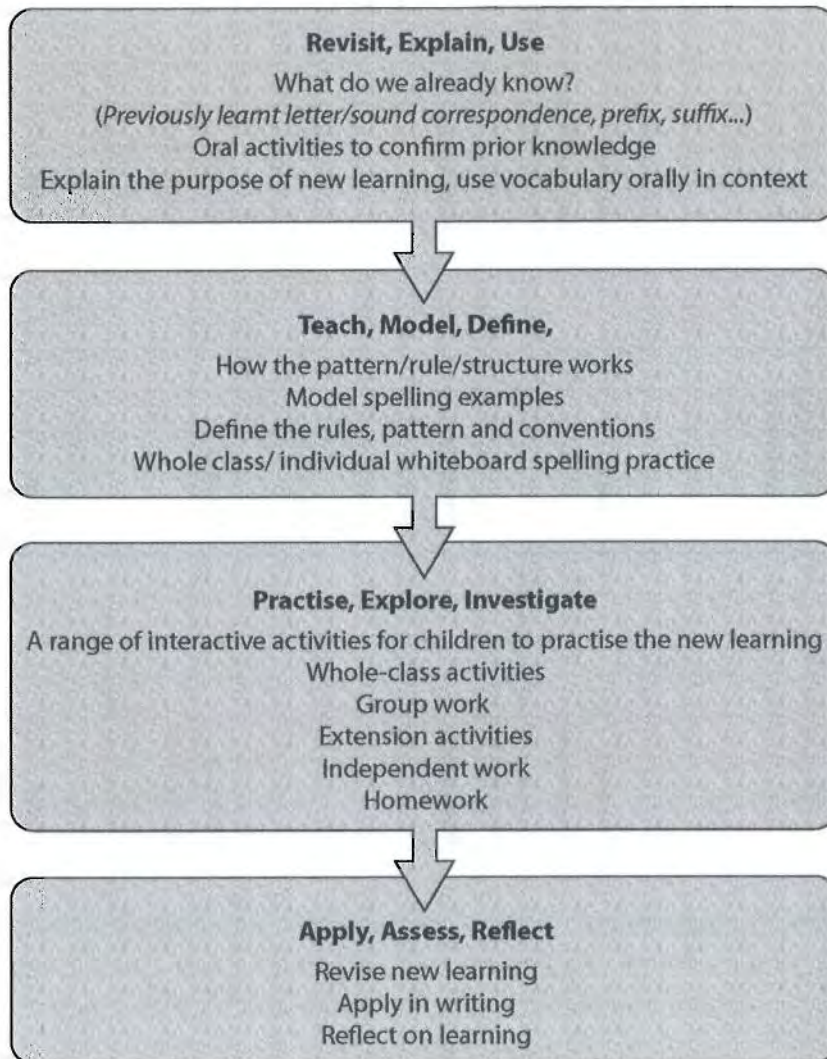 Revisit, Explain, Use
What do we already know?
(Previously learnt letter/sound correspondence, prefix, suffix...)
Oral activities to confirm prior knowledge
Explain the purpose of new learning, use vocabulary orally in context
Teach, Model, Define,
How the pattern/rule/structure works
Model spelling examples
Define the rules, pattern and conventions
Whole class/ individual whiteboard spelling practice
Practise, Explore, Investigate
A range of interactive activities for children to practise the new learning
Whole-class activities
Group work
Extension activities
Independent work
Homework
Apply, Assess, Reflect
Revise new learning
Apply in writing
Reflect on learning